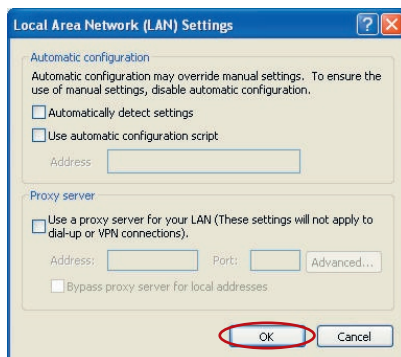 Local Area Network (LAN) Settings
Automatic configuration
Automatic configuration may override manual settings. To ensure the
use of manual settings, disable automatic configuration.
Automatically detect settings
Use automatic configuration script
Address
Proxy server
Use a proxy server for your LAN (These settings will not apply to
dial-up or VPN connections).
Address: Port: Advanced...
Bypass proxy server for local addresses
OK Cancel